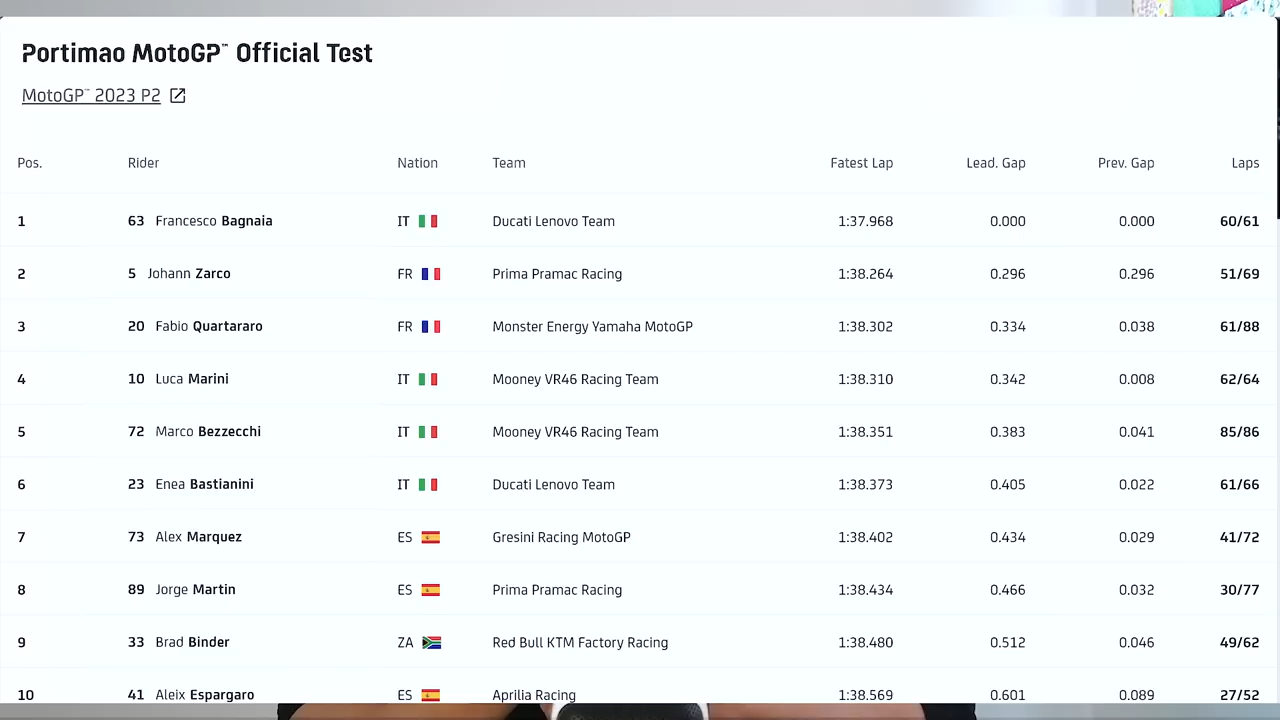 Portimao MotoGP™ Official Test
MotoGP™ 2023 P2
Pos. Rider Nation Team Fatest Lap Lead. Gap Prev. Gap Laps
1 63 Francesco Bagnaia IT Ducati Lenovo Team 1:37.968 0.000 0.000 60/61
2 5 Johann Zarco FR Prima Pramac Racing 1:38.264 0.296 0.296 51/69
3 20 Fabio Quartararo FR Monster Energy Yamaha MotoGP 1:38.302 0.334 0.038 61/88
4 10 Luca Marini IT Mooney VR46 Racing Team 1:38.310 0.342 0.008 62/64
5 72 Marco Bezzecchi IT Mooney VR46 Racing Team 1:38.351 0.383 0.041 85/86
6 23 Enea Bastianini IT Ducati Lenovo Team 1:38.373 0.405 0.022 61/66
7 73 Alex Marquez ES Gresini Racing MotoGP 1:38.402 0.434 0.029 41/72
8 89 Jorge Martin ES Prima Pramac Racing 1:38.434 0.466 0.032 30/77
9 33 Brad Binder ZA Red Bull KTM Factory Racing 1:38.480 0.512 0.046 49/62
10 41 Aleix Espargaro ES Aprilia Racing 1:38.569 0.601 0.089 27/52